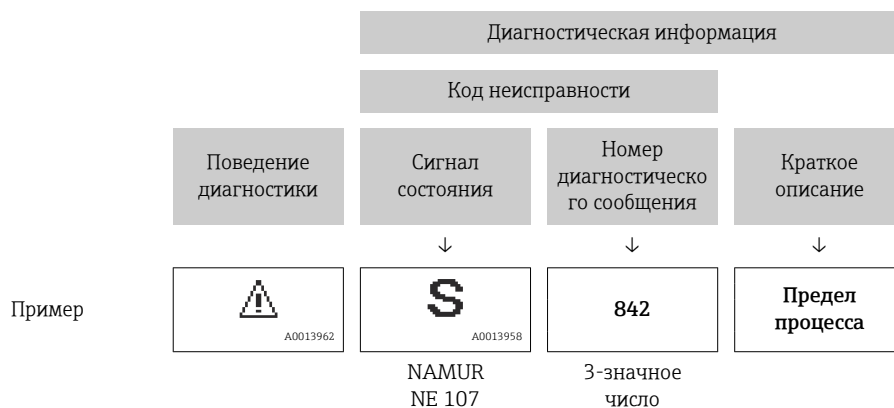 Диагностическая информация
Код неисправности
Поведение
диагностики
Сигнал
состояния
Номер
диагностическо
го сообщения
Краткое
описание
↓ ↓ ↓
Пример
A0013962
S
A0013958
842
Предел
процесса
NAMUR
NE 107
3-значное
число